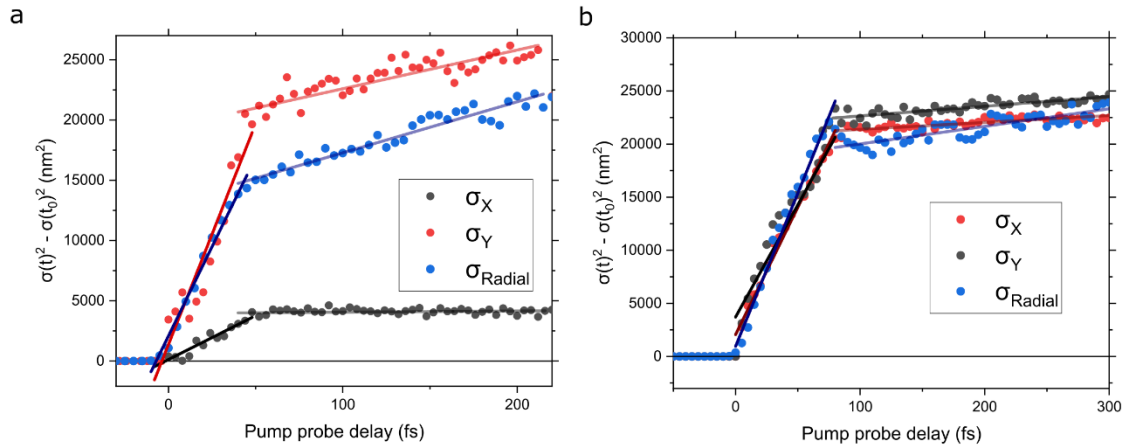 a
25000
20000
15000
10000
5000
0
0
100
200
σ(t)² - σ(t₀)² (nm²)
Pump probe delay (fs)
σX
σY
σRadial
b
30000
25000
20000
15000
10000
5000
0
0
100
200
300
σ(t)² - σ(t₀)² (nm²)
Pump probe delay (fs)
σX
σY
σRadial